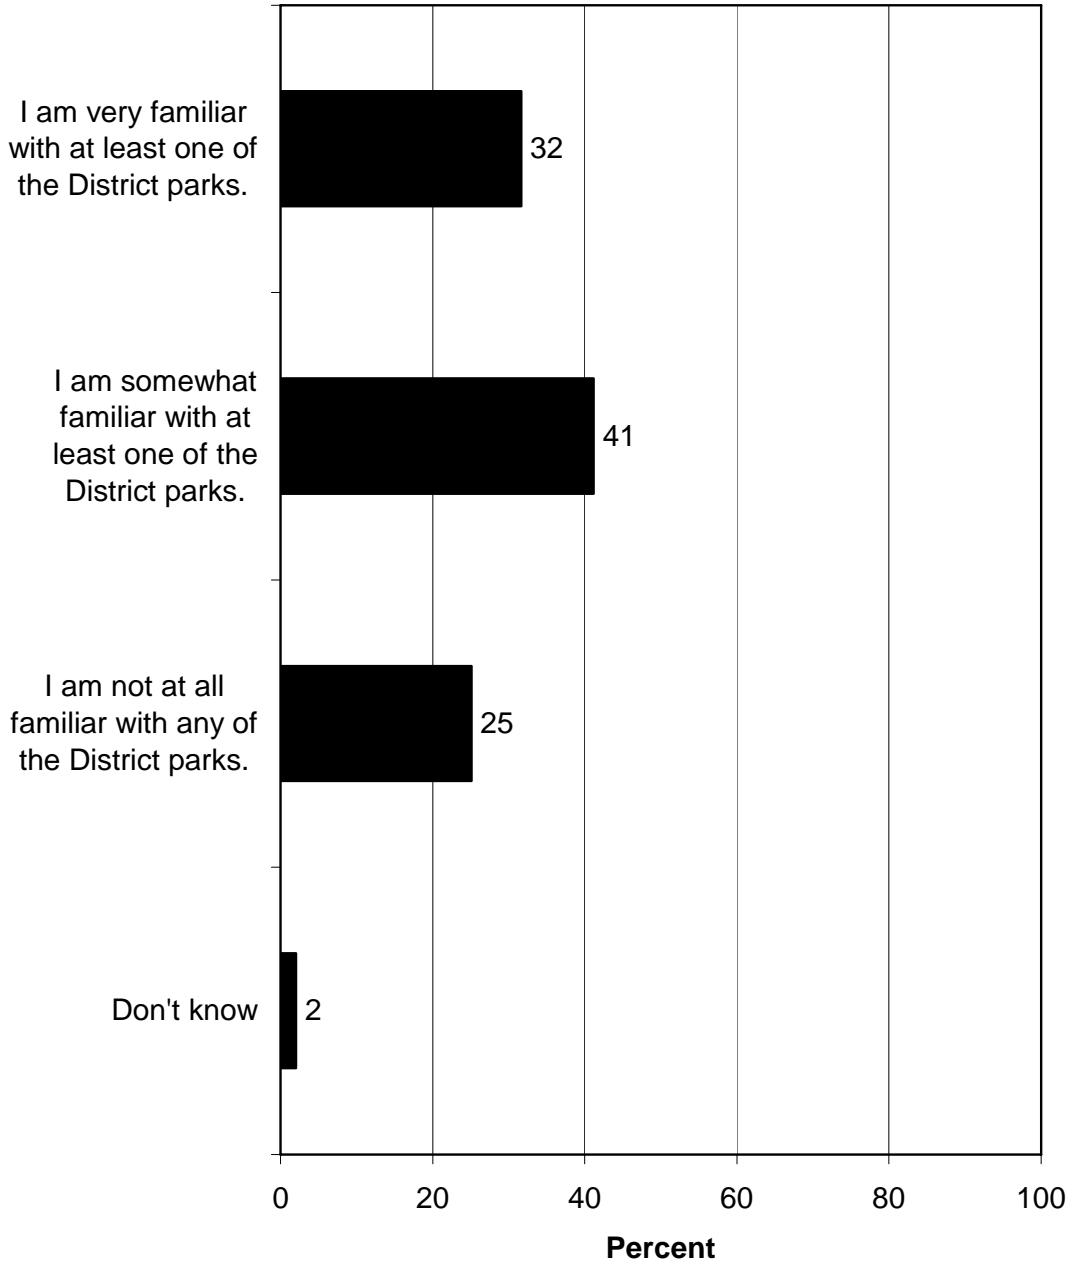 I am very familiar
with at least one of
the District parks.
32
I am somewhat
familiar with at
least one of the
District parks.
41
I am not at all
familiar with any of
the District parks.
25
Don't know
2
0 20 40 60 80 100
Percent